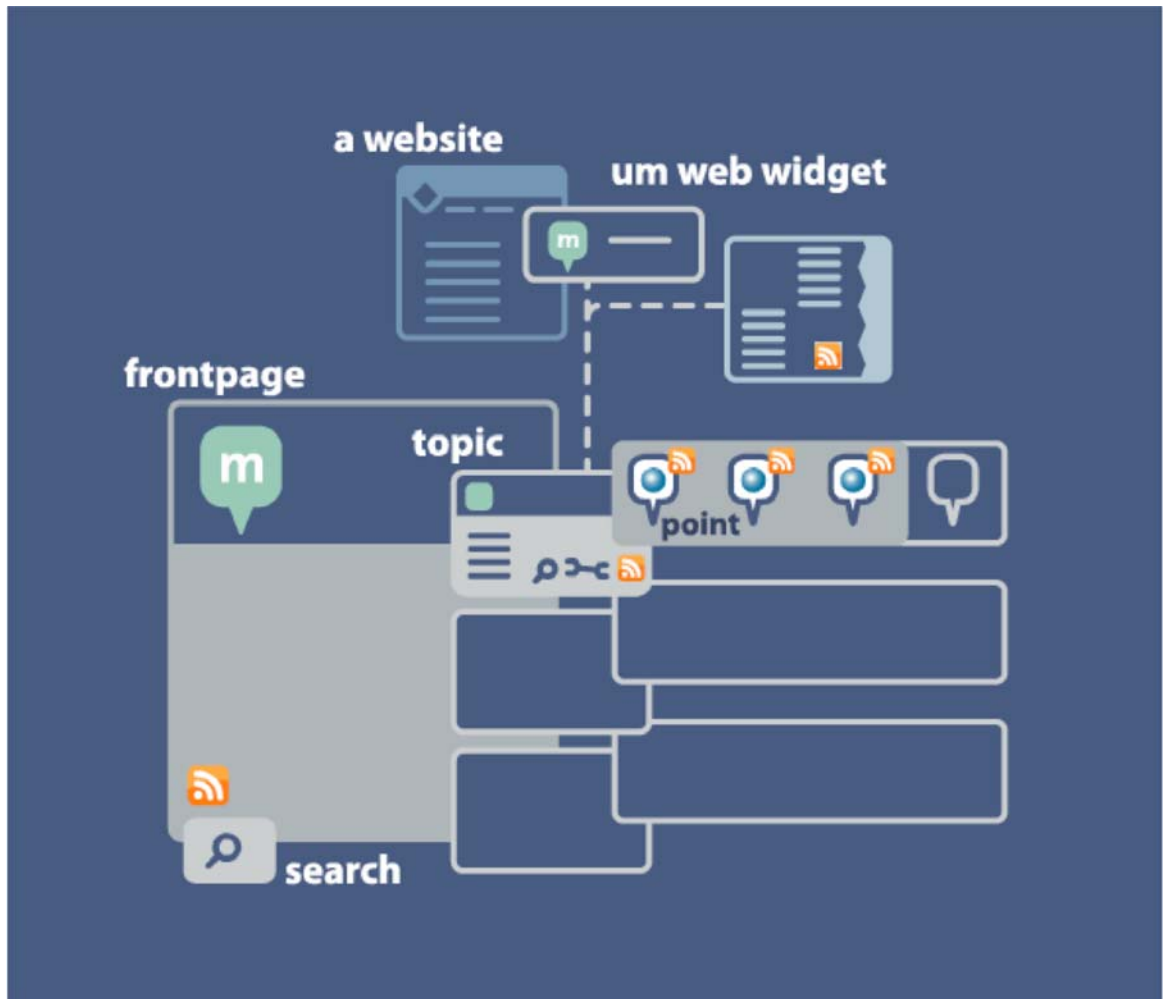 a website
um web widget
m
frontpage
m
topic
point
search